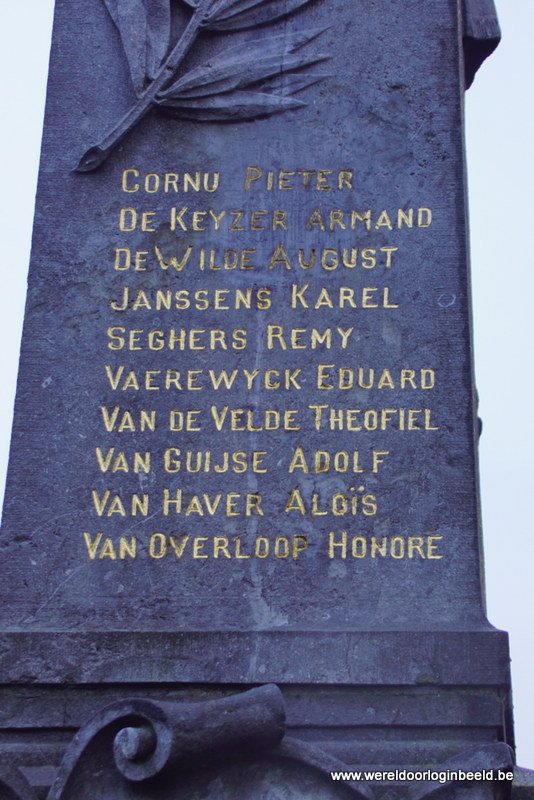 CORNU PIETER
DE KEYZER ARMAND
DE WILDE AUGUST
JANSSENS KAREL
SEGHERS REMY
VAEREWYCK EDUARD
VAN DE VELDE THEOFIEL
VAN GUIJSE ADOLF
VAN HAVER ALOÏS
VAN OVERLOOP HONORÉ
www.wereldoorloginbeeld.be